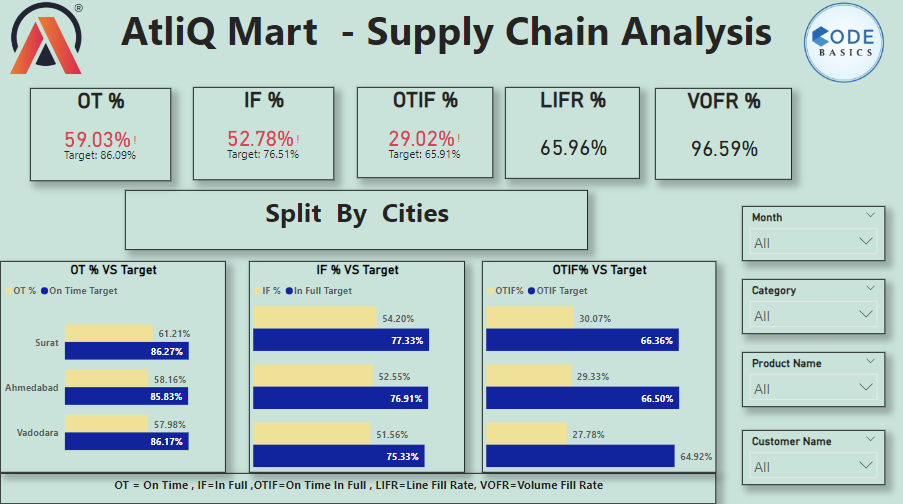 ®
AtliQ Mart - Supply Chain Analysis
CODE
BASICS
OT %
59.03%!
Target: 86.09%
IF %
52.78%!
Target: 76.51%
OTIF %
29.02%!
Target: 65.91%
LIFR %
65.96%
VOFR %
96.59%
Split By Cities
Month
All
Category
All
Product Name
All
Customer Name
All
OT % VS Target
OT % On Time Target
Surat
61.21%
86.27%
Ahmedabad
58.16%
85.83%
Vadodara
57.98%
86.17%
IF % VS Target
IF % In Full Target
54.20%
77.33%
52.55%
76.91%
51.56%
75.33%
OTIF% VS Target
OTIF% OTIF Target
30.07%
66.36%
29.33%
66.50%
27.78%
64.92%
OT = On Time , IF=In Full ,OTIF=On Time In Full , LIFR=Line Fill Rate, VOFR=Volume Fill Rate